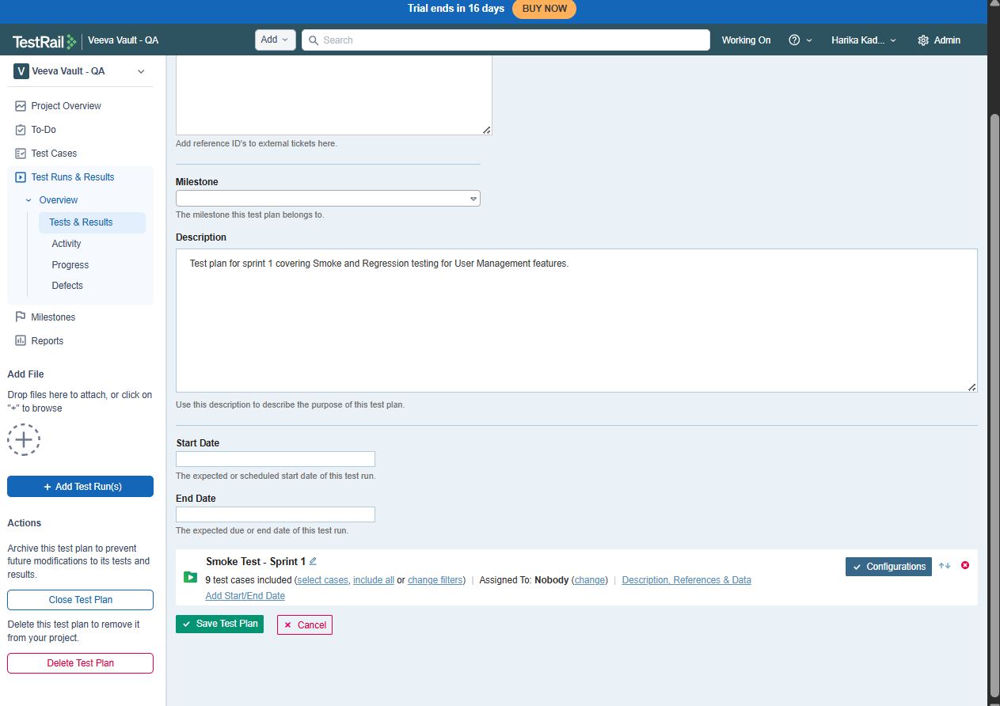 Trial ends in 16 days BUY NOW
TestRail Veeva Vault - QA Add Search Working On Harika Kad... Admin
V Veeva Vault - QA
Project Overview
To-Do
Test Cases
Test Runs & Results
Overview
Tests & Results
Activity
Progress
Defects
Milestones
Reports
Add File
Drop files here to attach, or click on
"+" to browse
+ Add Test Run(s)
Actions
Archive this test plan to prevent
future modifications to its tests and
results.
Close Test Plan
Delete this test plan to remove it
from your project.
Delete Test Plan
Add reference ID's to external tickets here.
Milestone
The milestone this test plan belongs to.
Description
Test plan for sprint 1 covering Smoke and Regression testing for User Management features.
Use this description to describe the purpose of this test plan.
Start Date
The expected or scheduled start date of this test run.
End Date
The expected due or end date of this test run.
Smoke Test - Sprint 1
Configurations
9 test cases included (select cases, include all or change filters) | Assigned To: Nobody (change) | Description, References & Data
Add Start/End Date
Save Test Plan Cancel